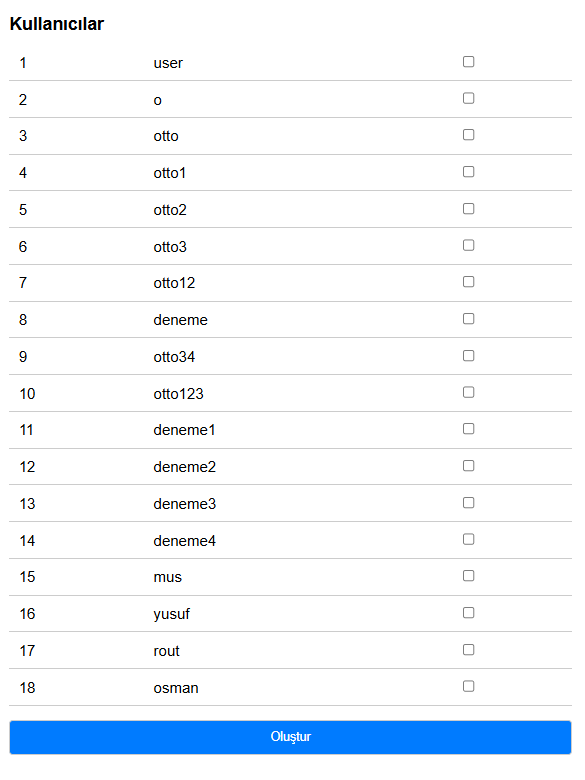 Kullanıcılar
1 user
2 o
3 otto
4 otto1
5 otto2
6 otto3
7 otto12
8 deneme
9 otto34
10 otto123
11 deneme1
12 deneme2
13 deneme3
14 deneme4
15 mus
16 yusuf
17 rout
18 osman
Oluştur